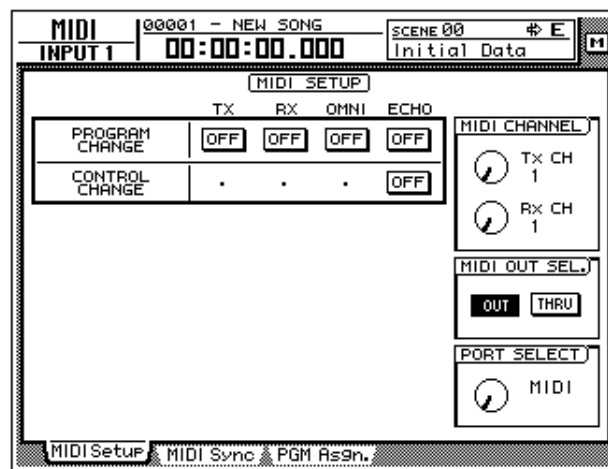 MIDI
INPUT 1
00001 - NEW SONG
00:00:00.000
SCENE 00 E
Initial Data
M
MIDI SETUP
TX RX OMNI ECHO
PROGRAM CHANGE OFF OFF OFF OFF
CONTROL CHANGE . . . OFF
MIDI CHANNEL
Tx CH
1
Rx CH
1
MIDI OUT SEL.
OUT THRU
PORT SELECT
MIDI
MIDI Setup MIDI Sync PGM Asgn.